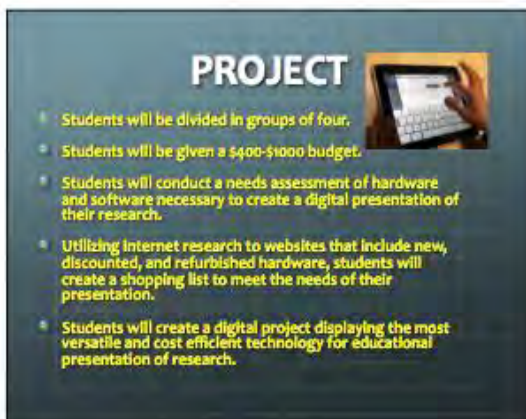 PROJECT
Students will be divided in groups of four.
Students will be given a $400-$1000 budget.
Students will conduct a needs assessment of hardware
and software necessary to create a digital presentation of
their research.
Utilizing internet research to websites that include new,
discounted, and refurbished hardware, students will
create a shopping list to meet the needs of their
presentation.
Students will create a digital project displaying the most
versatile and cost efficient technology for educational
presentation of research.